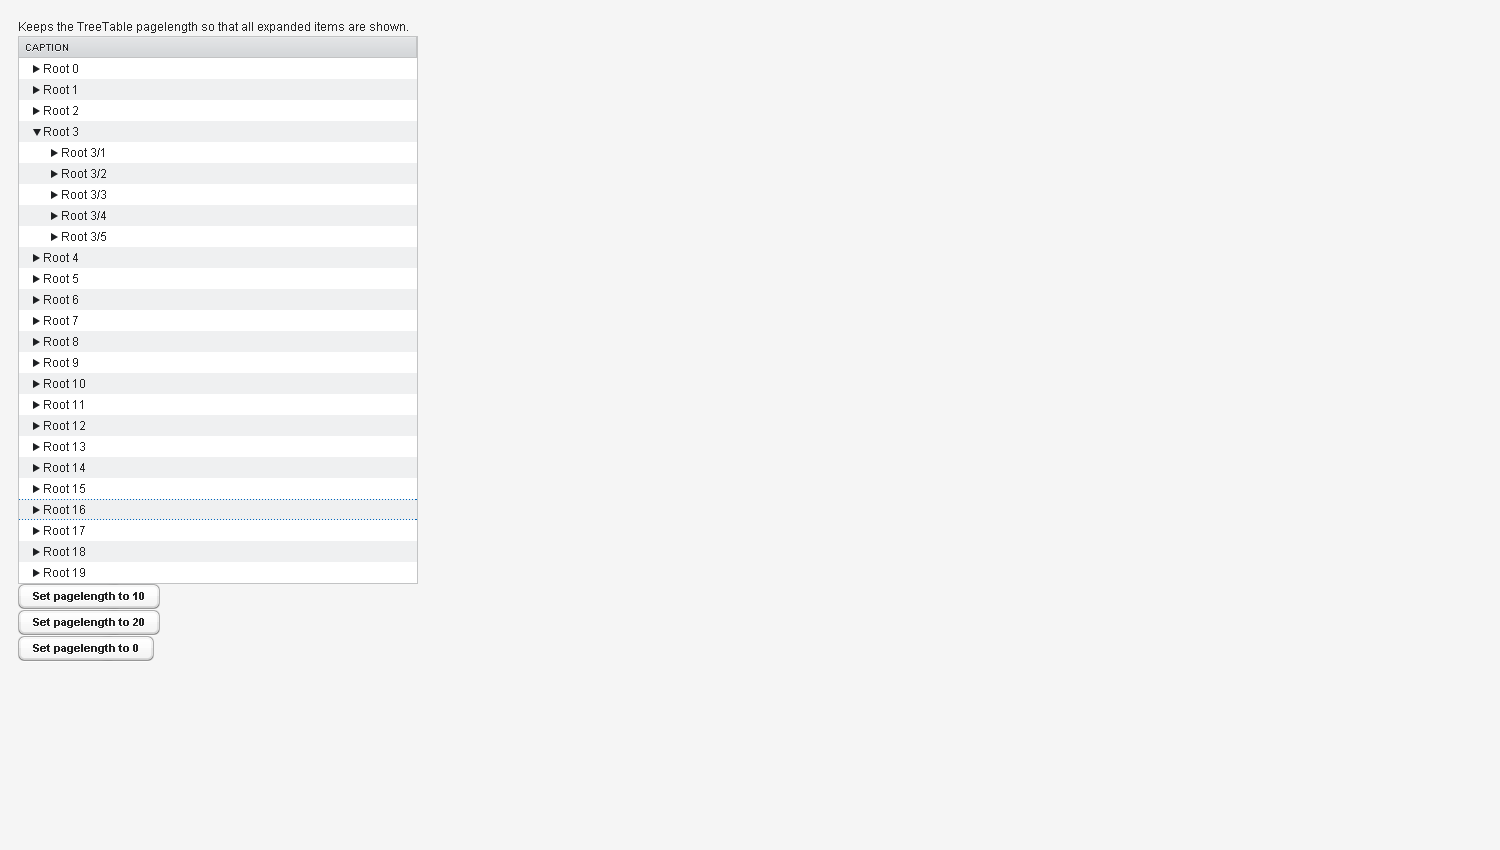 Keeps the TreeTable pagelength so that all expanded items are shown.
CAPTION
Root 0
Root 1
Root 2
Root 3
Root 3/1
Root 3/2
Root 3/3
Root 3/4
Root 3/5
Root 4
Root 5
Root 6
Root 7
Root 8
Root 9
Root 10
Root 11
Root 12
Root 13
Root 14
Root 15
Root 16
Root 17
Root 18
Root 19
Set pagelength to 10
Set pagelength to 20
Set pagelength to 0